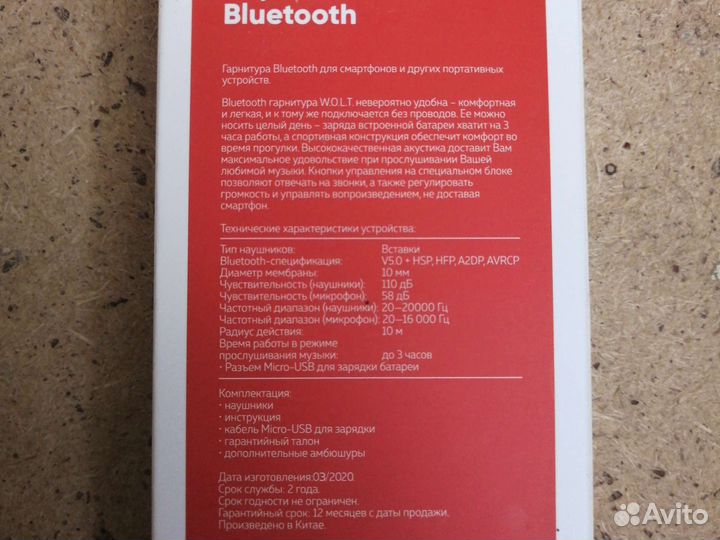 Bluetooth
Гарнитура Bluetooth для смартфонов и других портативных
устройств.
Bluetooth гарнитура W.O.L.T. невероятно удобна – комфортная
и легкая, и к тому же подключается без проводов. Ее можно
носить целый день – заряда встроенной батареи хватит на 3
часа работы, а спортивная конструкция обеспечит комфорт во
время прогулки. Высококачественная акустика доставит Вам
максимальное удовольствие при прослушивании Вашей
любимой музыки. Кнопки управления на специальном блоке
позволяют отвечать на звонки, а также регулировать
громкость и управлять вопроизведением, не доставая
смартфон.
Технические характеристики устройства:
Тип наушников: Вставки
Bluetooth-спецификация: V5.0 + HSP, HFP, A2DP, AVRCP
Диаметр мембраны: 10 мм
Чувствительность (наушники): 110 дБ
Чувствительность (микрофон): 58 дБ
Частотный диапазон (наушники): 20–20000 Гц
Частотный диапазон (микрофон): 20–16 000 Гц
Радиус действия: 10 м
Время работы в режиме
прослушивания музыки: до 3 часов
· Разъем Micro-USB для зарядки батареи
Комплектация:
· наушники
· инструкция
· кабель Micro-USB для зарядки
· гарантийный талон
· дополнительные амбюшуры
Дата изготовления:03/2020.
Срок службы: 2 года.
Срок годности не ограничен.
Гарантийный срок: 12 месяцев с даты продажи.
Произведено в Китае.
Avito